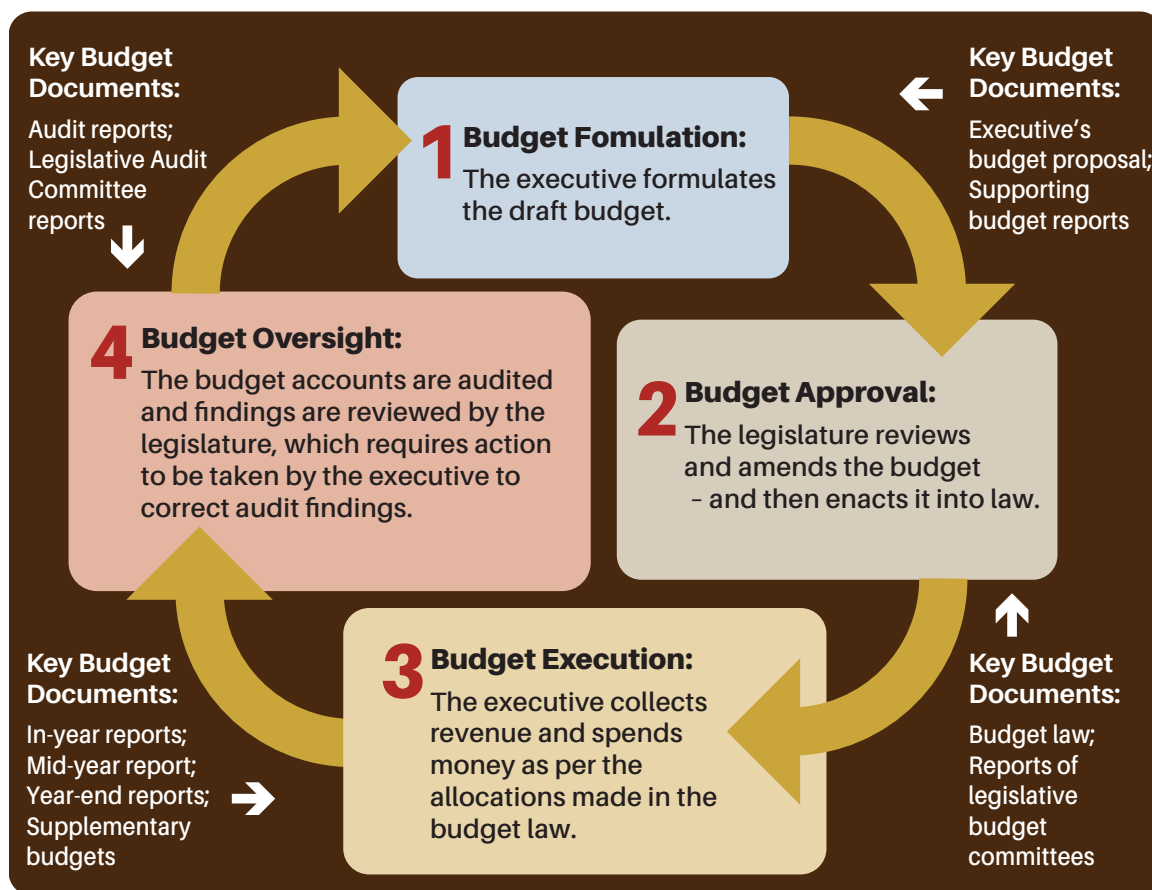 Key Budget
Documents:
Audit reports;
Legislative Audit
Committee
reports
1
Budget Fomulation:
The executive formulates
the draft budget.
Key Budget
Documents:
Executive’s
budget proposal;
Supporting
budget reports
4
Budget Oversight:
The budget accounts are audited
and findings are reviewed by the
legislature, which requires action
to be taken by the executive to
correct audit findings.
2
Budget Approval:
The legislature reviews
and amends the budget
– and then enacts it into law.
Key Budget
Documents:
In-year reports;
Mid-year report;
Year-end reports;
Supplementary
budgets
3
Budget Execution:
The executive collects
revenue and spends
money as per the
allocations made in the
budget law.
Key Budget
Documents:
Budget law;
Reports of
legislative
budget
committees